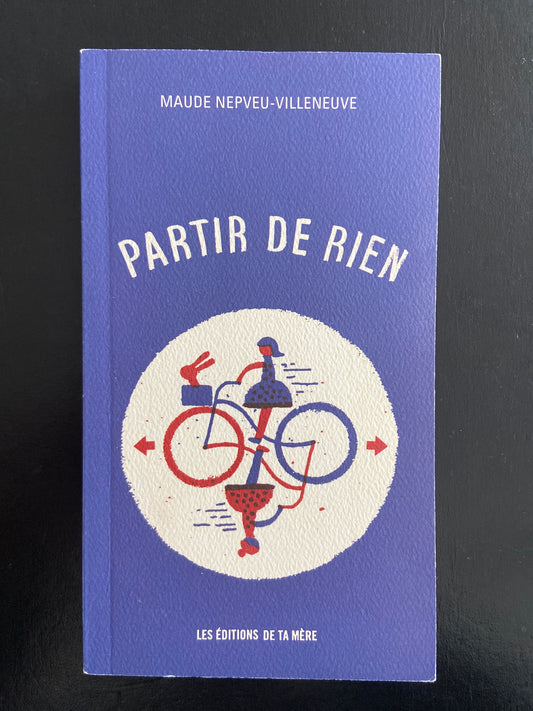 MAUDE NEPVEU-VILLENEUVE
PARTIR DE RIEN
LES ÉDITIONS DE TA MÈRE